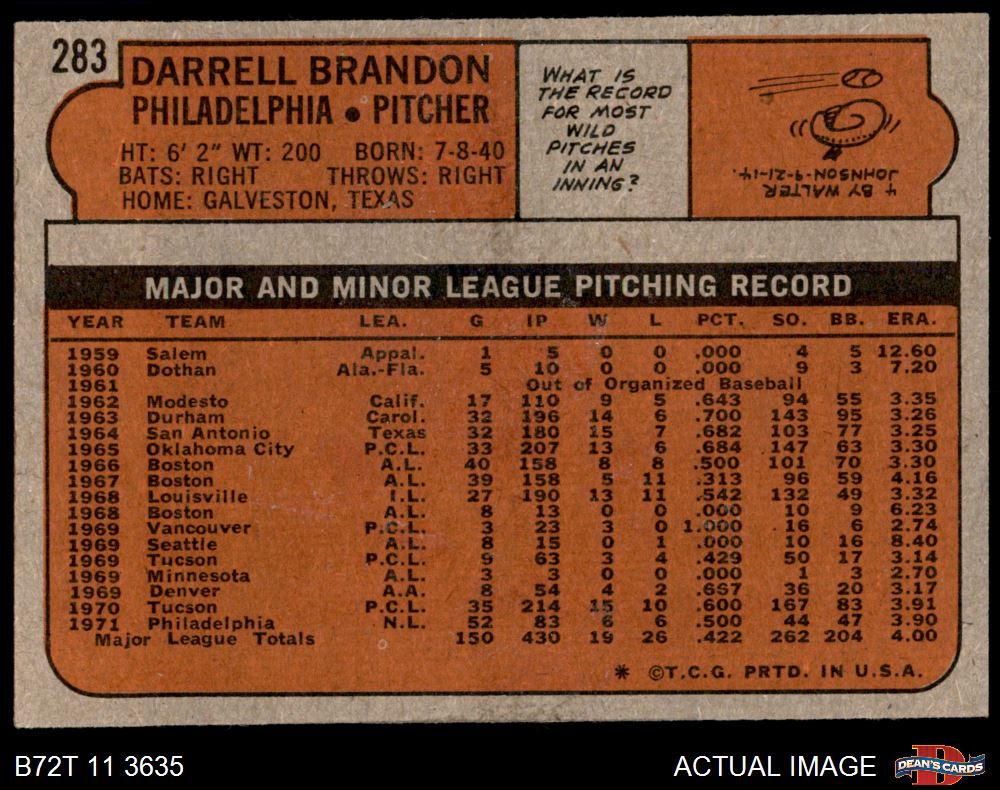 283
DARRELL BRANDON
PHILADELPHIA • PITCHER
HT: 6' 2" WT: 200 BORN: 7-8-40
BATS: RIGHT THROWS: RIGHT
HOME: GALVESTON, TEXAS
WHAT IS
THE RECORD
FOR MOST
WILD
PITCHES
IN AN
INNING?
4 BY WALTER
JOHNSON-9-21-14.
MAJOR AND MINOR LEAGUE PITCHING RECORD
YEAR TEAM LEA. G IP W L PCT. SO. BB. ERA.
1959 Salem Appal. 1 5 0 0 .000 4 5 12.60
1960 Dothan Ala.-Fla. 5 10 0 0 .000 9 3 7.20
1961 Out of Organized Baseball
1962 Modesto Calif. 17 110 9 5 .643 94 55 3.35
1963 Durham Carol. 32 196 14 6 .700 143 95 3.26
1964 San Antonio Texas 32 180 15 7 .682 103 77 3.25
1965 Oklahoma City P.C.L. 33 207 13 6 .684 147 63 3.30
1966 Boston A.L. 40 158 8 8 .500 101 70 3.30
1967 Boston A.L. 39 158 5 11 .313 96 59 4.16
1968 Louisville I.L. 27 190 13 11 .542 132 49 3.32
1968 Boston A.L. 8 13 0 0 .000 10 9 6.23
1969 Vancouver P.C.L. 3 23 3 0 1.000 16 6 2.74
1969 Seattle A.L. 8 15 0 1 .000 10 16 8.40
1969 Tucson P.C.L. 9 63 3 4 .429 50 17 3.14
1969 Minnesota A.L. 3 3 0 0 .000 1 3 2.70
1969 Denver A.A. 8 54 4 2 .667 36 20 3.17
1970 Tucson P.C.L. 35 214 15 10 .600 167 83 3.91
1971 Philadelphia N.L. 52 83 6 6 .500 44 47 3.90
Major League Totals 150 430 19 26 .422 262 204 4.00
* ©T.C.G. PRTD. IN U.S.A.
B72T 11 3635
ACTUAL IMAGE
D
DEAN'S CARDS